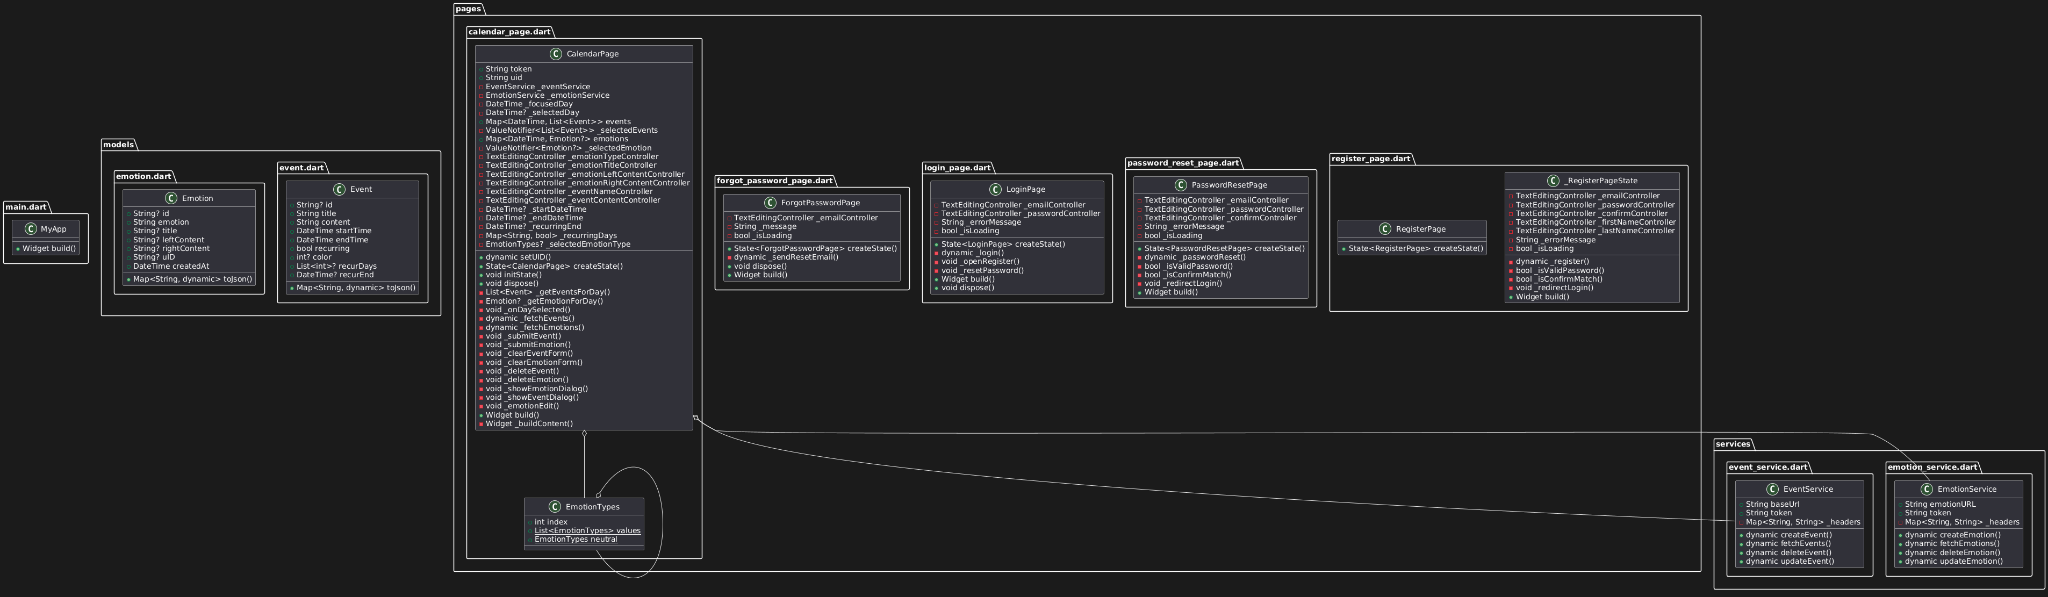 main.dart
C MyApp
Widget build()
models
emotion.dart
C Emotion
String? id
String emotion
String? title
String? leftContent
String? rightContent
String? uID
DateTime createdAt
Map<String, dynamic> toJson()
event.dart
C Event
String? id
String title
String content
DateTime startTime
DateTime endTime
bool recurring
int? color
List<int>? recurDays
DateTime? recurEnd
Map<String, dynamic> toJson()
pages
calendar_page.dart
C CalendarPage
String token
String uid
EventService _eventService
EmotionService _emotionService
DateTime _focusedDay
DateTime? _selectedDay
Map<DateTime, List<Event>> events
ValueNotifier<List<Event>> _selectedEvents
Map<DateTime, Emotion?> emotions
ValueNotifier<Emotion?> _selectedEmotion
TextEditingController _emotionTypeController
TextEditingController _emotionTitleController
TextEditingController _emotionLeftContentController
TextEditingController _emotionRightContentController
TextEditingController _eventNameController
TextEditingController _eventContentController
DateTime? _startDateTime
DateTime? _endDateTime
DateTime? _recurringEnd
Map<String, bool> _recurringDays
EmotionTypes? _selectedEmotionType
dynamic setUID()
State<CalendarPage> createState()
void initState()
void dispose()
List<Event> _getEventsForDay()
Emotion? _getEmotionForDay()
void _onDaySelected()
dynamic _fetchEvents()
dynamic _fetchEmotions()
void _submitEvent()
void _submitEmotion()
void _clearEventForm()
void _clearEmotionForm()
void _deleteEvent()
void _deleteEmotion()
void _showEmotionDialog()
void _showEventDialog()
void _emotionEdit()
Widget build()
Widget _buildContent()
C EmotionTypes
int index
List<EmotionTypes> values
EmotionTypes neutral
forgot_password_page.dart
C ForgotPasswordPage
TextEditingController _emailController
String _message
bool _isLoading
State<ForgotPasswordPage> createState()
dynamic _sendResetEmail()
void dispose()
Widget build()
login_page.dart
C LoginPage
TextEditingController _emailController
TextEditingController _passwordController
String _errorMessage
bool _isLoading
State<LoginPage> createState()
dynamic _login()
void _openRegister()
void _resetPassword()
Widget build()
void dispose()
password_reset_page.dart
C PasswordResetPage
TextEditingController _emailController
TextEditingController _passwordController
TextEditingController _confirmController
String _errorMessage
bool _isLoading
State<PasswordResetPage> createState()
dynamic _passwordReset()
bool _isValidPassword()
bool _isConfirmMatch()
void _redirectLogin()
Widget build()
register_page.dart
C RegisterPage
State<RegisterPage> createState()
C _RegisterPageState
TextEditingController _emailController
TextEditingController _passwordController
TextEditingController _confirmController
TextEditingController _firstNameController
TextEditingController _lastNameController
String _errorMessage
bool _isLoading
dynamic _register()
bool _isValidPassword()
bool _isConfirmMatch()
void _redirectLogin()
Widget build()
services
event_service.dart
C EventService
String baseUrl
String token
Map<String, String> _headers
dynamic createEvent()
dynamic fetchEvents()
dynamic deleteEvent()
dynamic updateEvent()
emotion_service.dart
C EmotionService
String emotionURL
String token
Map<String, String> _headers
dynamic createEmotion()
dynamic fetchEmotions()
dynamic deleteEmotion()
dynamic updateEmotion()